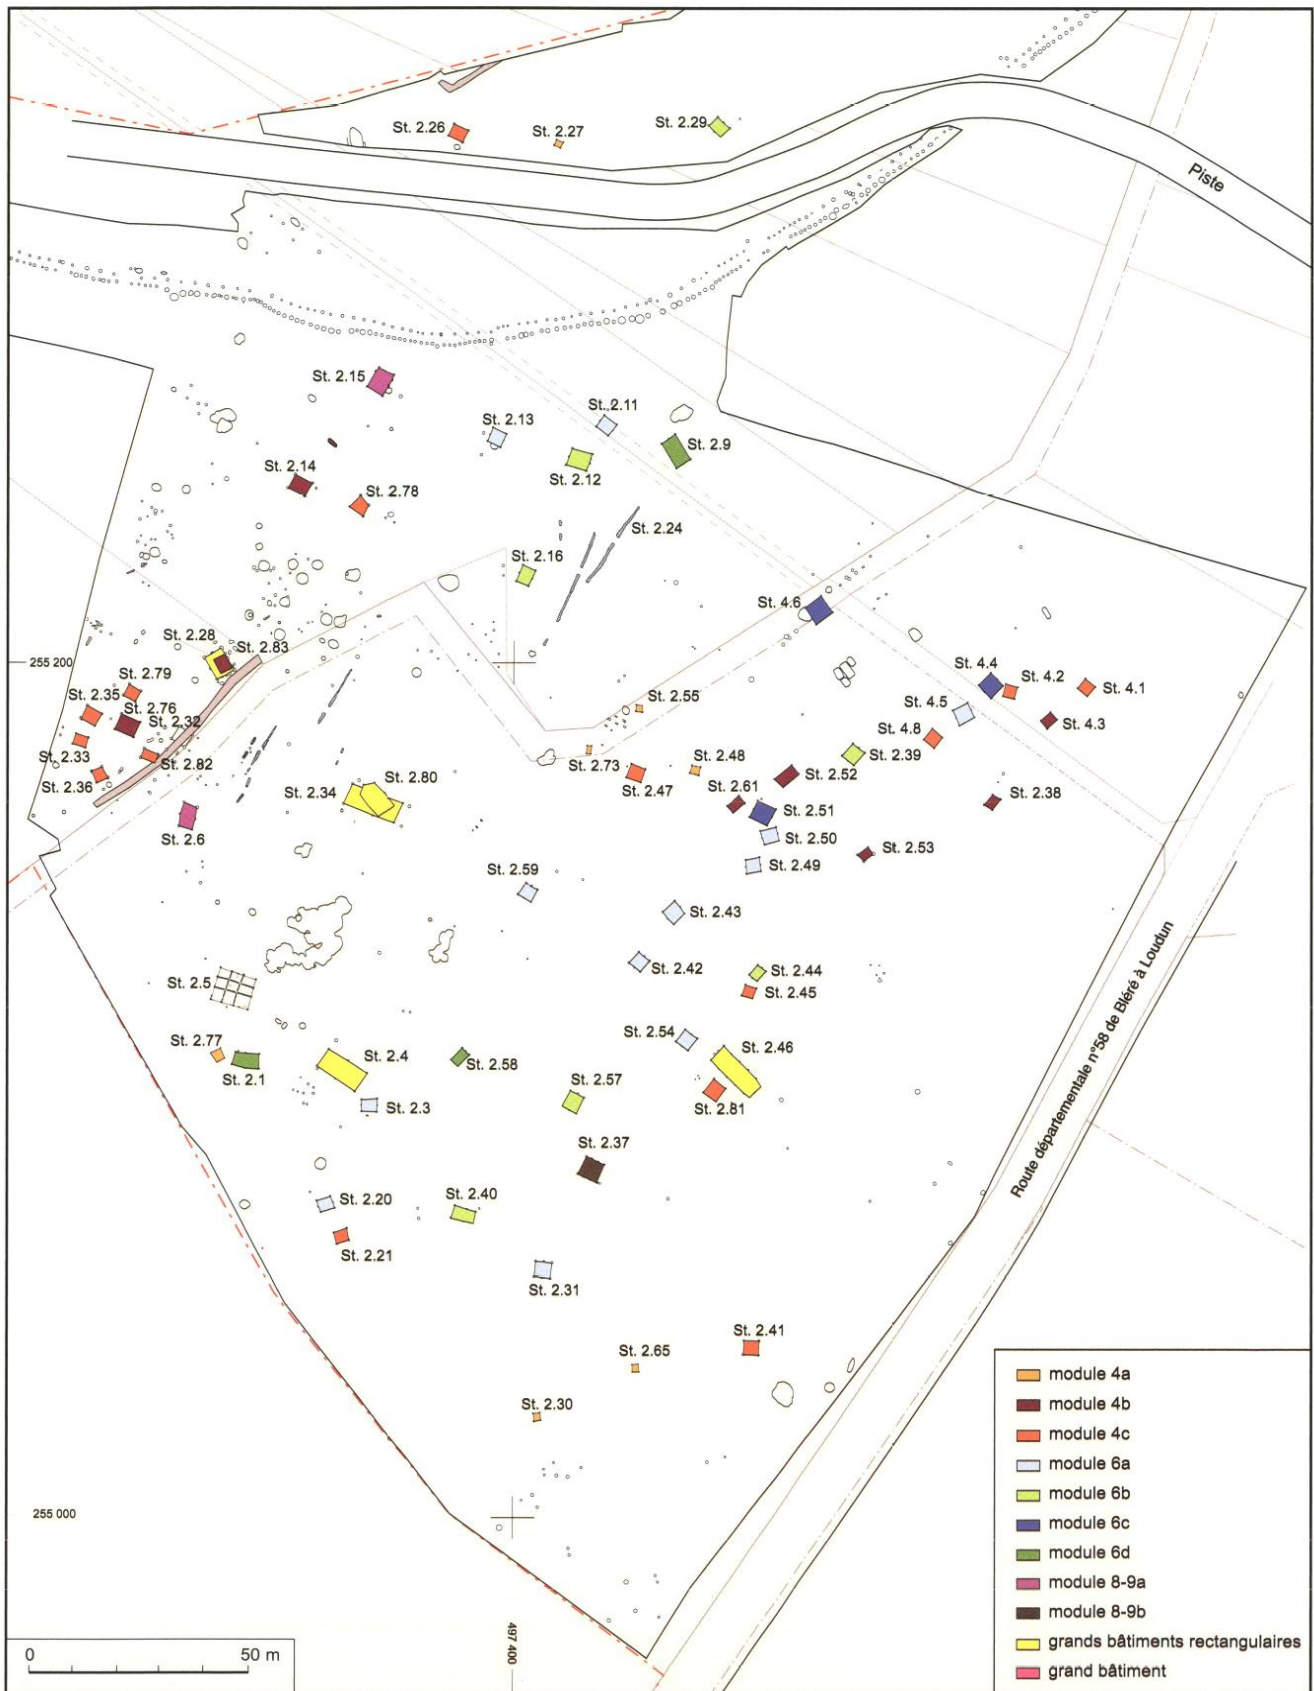 St. 2.26
St. 2.27
St. 2.29
Piste
St. 2.15
St. 2.13
St. 2.11
St. 2.9
St. 2.12
St. 2.14
St. 2.78
St. 2.24
St. 2.16
St. 4.6
St. 2.28
St. 2.83
255 200
St. 2.79
St. 2.35
St. 2.76
St. 2.32
St. 2.33
St. 2.82
St. 2.36
St. 2.55
St. 4.4
St. 4.2
St. 4.1
St. 4.5
St. 4.3
St. 4.8
St. 2.39
St. 2.73
St. 2.48
St. 2.47
St. 2.61
St. 2.52
St. 2.38
St. 2.34
St. 2.80
St. 2.51
St. 2.6
St. 2.50
St. 2.53
St. 2.49
St. 2.59
St. 2.43
St. 2.42
St. 2.44
St. 2.45
St. 2.5
St. 2.54
St. 2.46
St. 2.77
St. 2.1
St. 2.4
St. 2.58
St. 2.57
St. 2.3
St. 2.81
Route départementale n°58 de Bléré à Loudun
St. 2.37
St. 2.20
St. 2.40
St. 2.21
St. 2.31
St. 2.41
St. 2.65
St. 2.30
255 000
497 400
0 50 m
module 4a
module 4b
module 4c
module 6a
module 6b
module 6c
module 6d
module 8-9a
module 8-9b
grands bâtiments rectangulaires
grand bâtiment